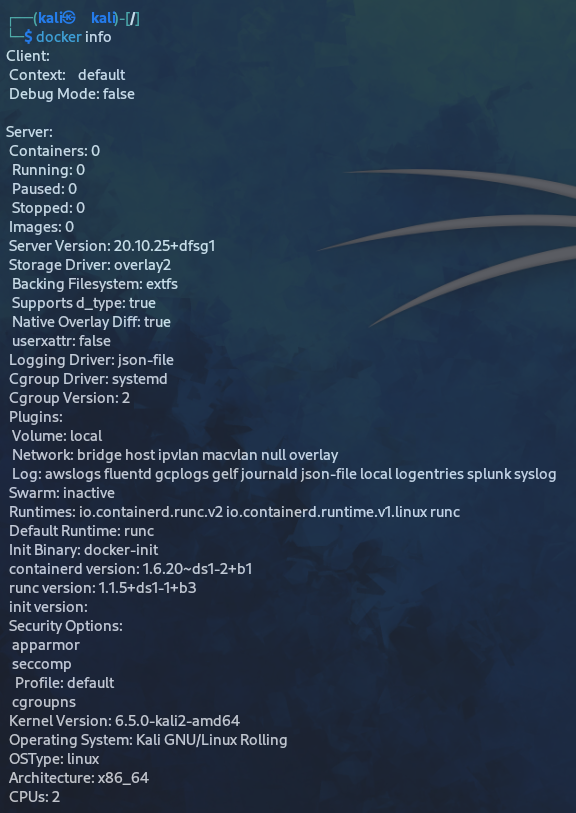 ┌──(kali㉿kali)-[/]
└─$ docker info
Client:
 Context:    default
 Debug Mode: false

Server:
 Containers: 0
  Running: 0
  Paused: 0
  Stopped: 0
 Images: 0
 Server Version: 20.10.25+dfsg1
 Storage Driver: overlay2
  Backing Filesystem: extfs
  Supports d_type: true
  Native Overlay Diff: true
  userxattr: false
 Logging Driver: json-file
 Cgroup Driver: systemd
 Cgroup Version: 2
 Plugins:
  Volume: local
  Network: bridge host ipvlan macvlan null overlay
  Log: awslogs fluentd gcplogs gelf journald json-file local logentries splunk syslog
 Swarm: inactive
 Runtimes: io.containerd.runc.v2 io.containerd.runtime.v1.linux runc
 Default Runtime: runc
 Init Binary: docker-init
 containerd version: 1.6.20~ds1-2+b1
 runc version: 1.1.5+ds1-1+b3
 init version:
 Security Options:
  apparmor
  seccomp
   Profile: default
  cgroupns
 Kernel Version: 6.5.0-kali2-amd64
 Operating System: Kali GNU/Linux Rolling
 OSType: linux
 Architecture: x86_64
 CPUs: 2